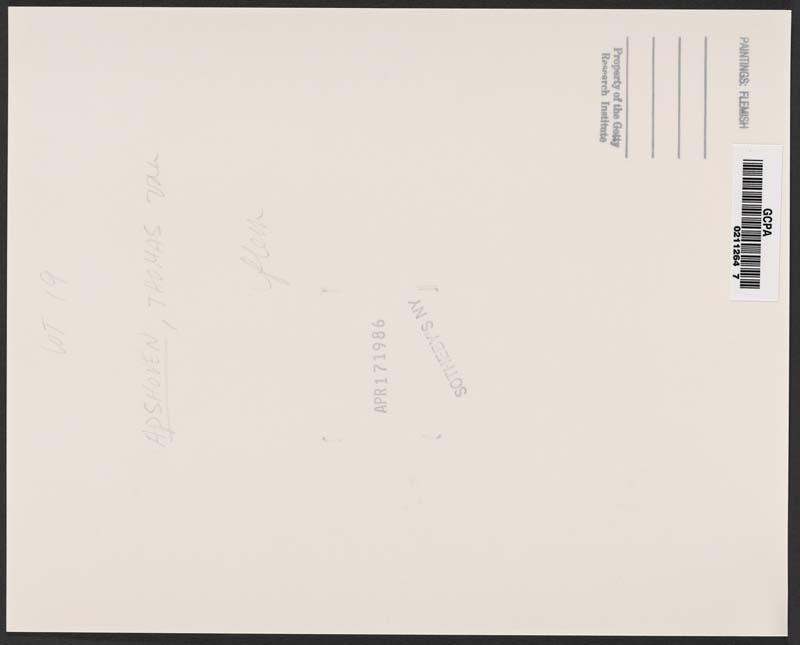 PAINTINGS: FLEMISH
Property of the Getty
Research Institute
GCPA
0211264 7
LOT 19
APSHOVEN, THOMAS van
APR 17 1986
SOTHEBY'S NY